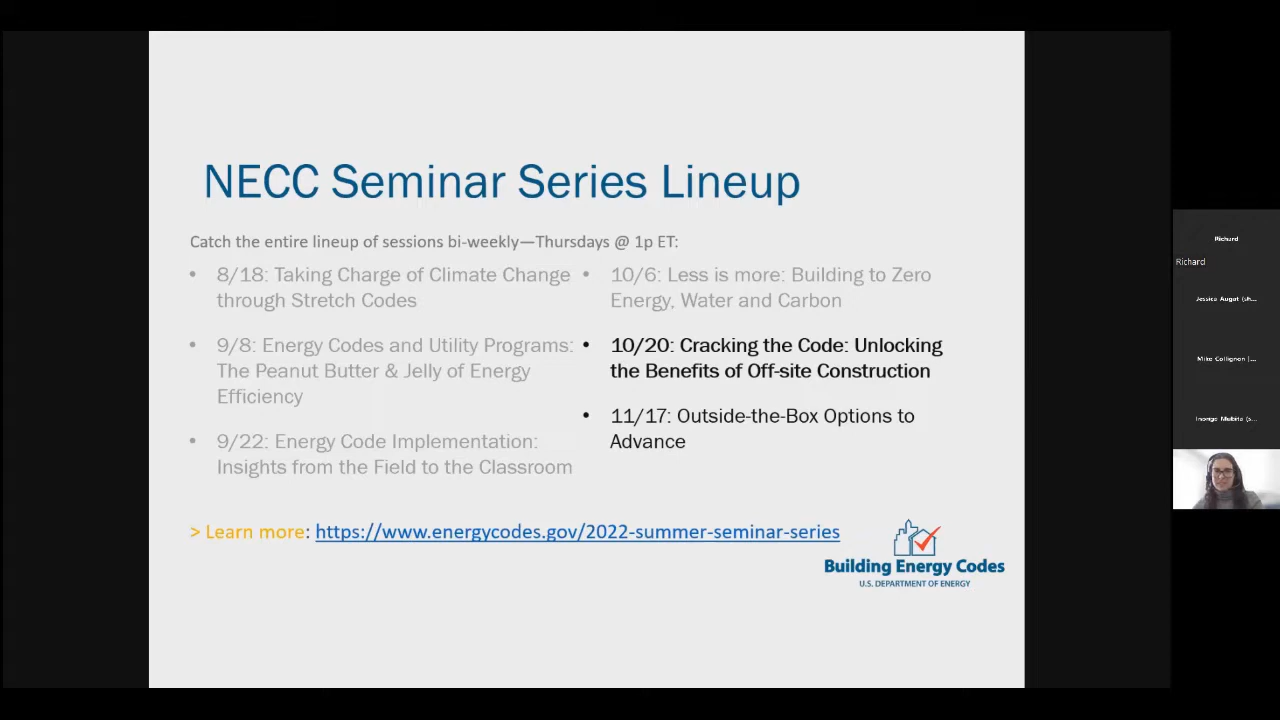 NECC Seminar Series Lineup
Catch the entire lineup of sessions bi-weekly—Thursdays @ 1p ET:
• 8/18: Taking Charge of Climate Change
through Stretch Codes
• 9/8: Energy Codes and Utility Programs:
The Peanut Butter & Jelly of Energy
Efficiency
• 9/22: Energy Code Implementation:
Insights from the Field to the Classroom
• 10/6: Less is more: Building to Zero
Energy, Water and Carbon
• 10/20: Cracking the Code: Unlocking
the Benefits of Off-site Construction
• 11/17: Outside-the-Box Options to
Advance
> Learn more: https://www.energycodes.gov/2022-summer-seminar-series
Building Energy Codes
U.S. DEPARTMENT OF ENERGY
Richard
Richard
Jessica Augat (sh...
Mike Collignon (...
Inonge Mubita (s...